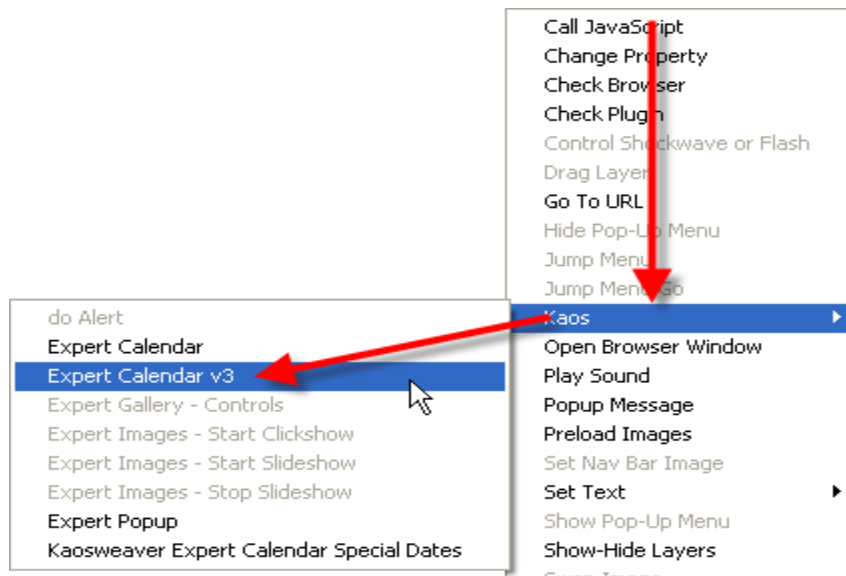 Call JavaScript
Change Property
Check Browser
Check Plugin
Control Shockwave or Flash
Drag Layer
Go To URL
Hide Pop-Up Menu
Jump Menu
Jump Menu Go
Kaos
Open Browser Window
Play Sound
Popup Message
Preload Images
Set Nav Bar Image
Set Text
Show Pop-Up Menu
Show-Hide Layers
Swap Image
do Alert
Expert Calendar
Expert Calendar v3
Expert Gallery - Controls
Expert Images - Start Clickshow
Expert Images - Start Slideshow
Expert Images - Stop Slideshow
Expert Popup
Kaosweaver Expert Calendar Special Dates